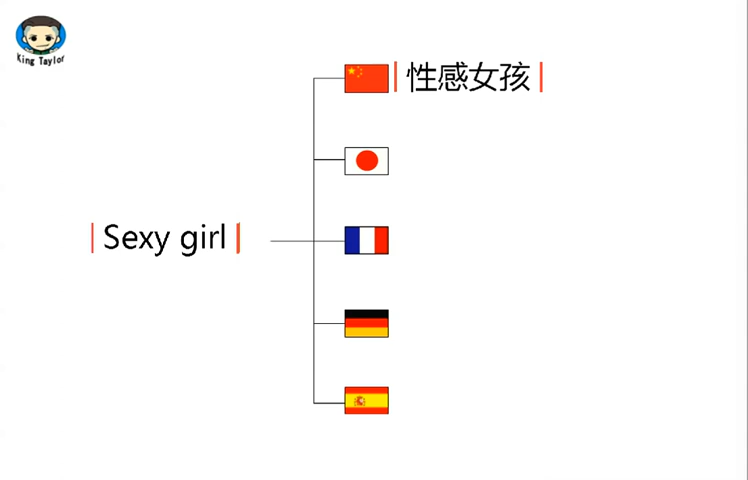 King Taylor
性感女孩
Sexy girl